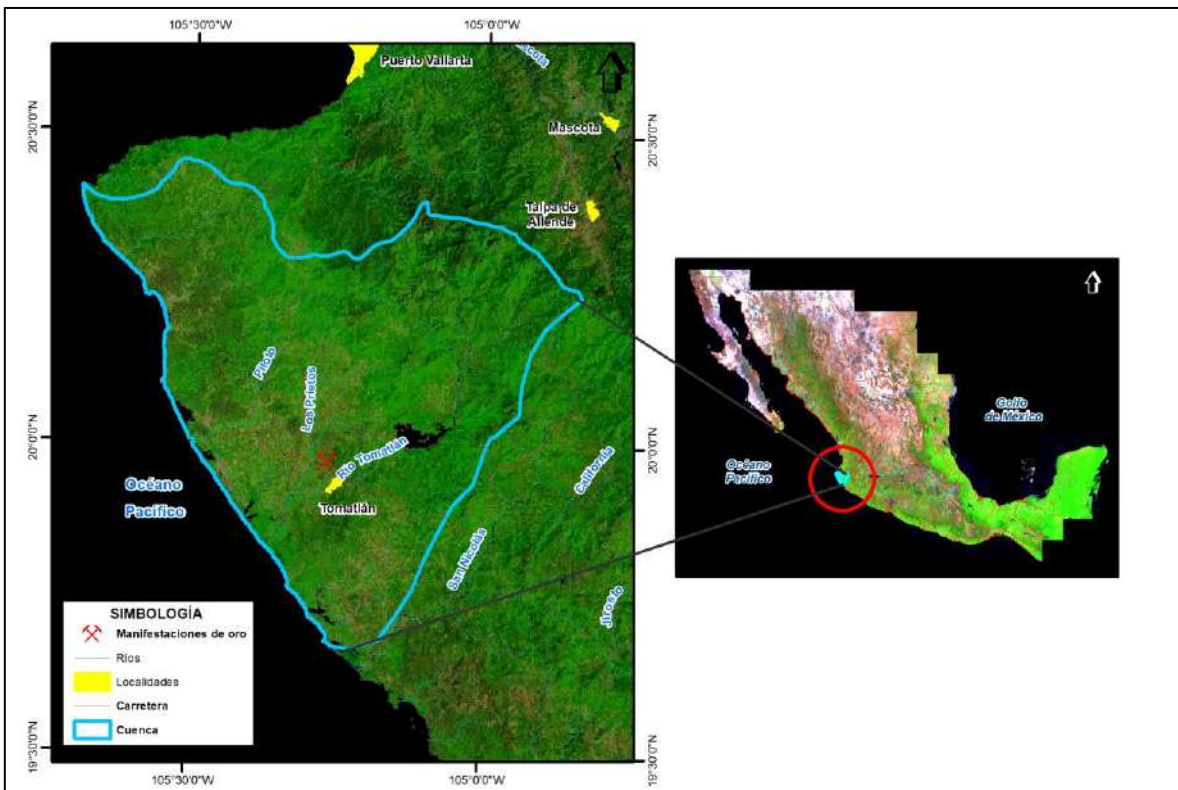 105°30'0"W
105°0'0"W
Puerto Vallarta
scota
20°30'0"N
20°30'0"N
Mascota
Talpa de
Allende
Piloto
Los Prietos
20°0'0"N
20°0'0"N
Río Tomatlán
Tomatlán
California
San Nicolás
Jirosto
Océano
Pacífico
SIMBOLOGÍA
Manifestaciones de oro
Ríos
Localidades
Carretera
Cuenca
19°30'0"N
19°30'0"N
105°30'0"W
105°0'0"W
Golfo
de México
Océano
Pacífico